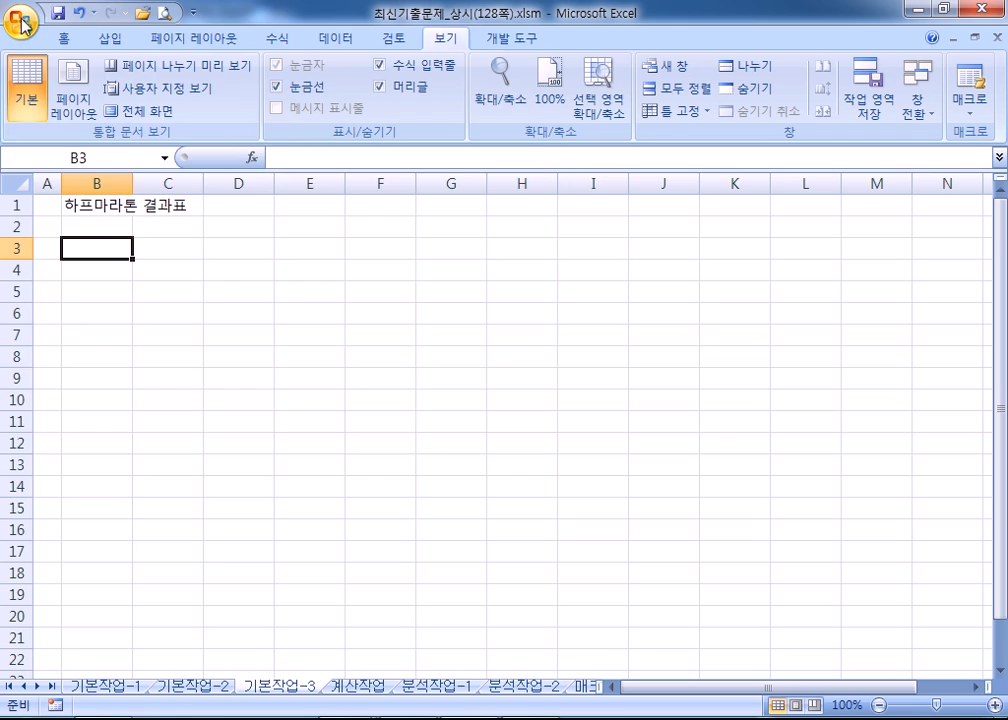 최신기출문제_상시(128쪽).xlsm - Microsoft Excel
홈 삽입 페이지 레이아웃 수식 데이터 검토 보기 개발 도구
기본
페이지 레이아웃
페이지 나누기 미리 보기
사용자 지정 보기
전체 화면
통합 문서 보기
눈금자
눈금선
메시지 표시줄
수식 입력줄
머리글
표시/숨기기
확대/축소
100%
선택 영역 확대/축소
확대/축소
새 창
모두 정렬
틀 고정
나누기
숨기기
숨기기 취소
작업 영역 저장
창 전환
창
매크로
매크로
B3 fx
A B C D E F G H I J K L M N
1 하프마라톤 결과표
2
3
4
5
6
7
8
9
10
11
12
13
14
15
16
17
18
19
20
21
22
기본작업-1 기본작업-2 기본작업-3 계산작업 분석작업-1 분석작업-2
준비 100%